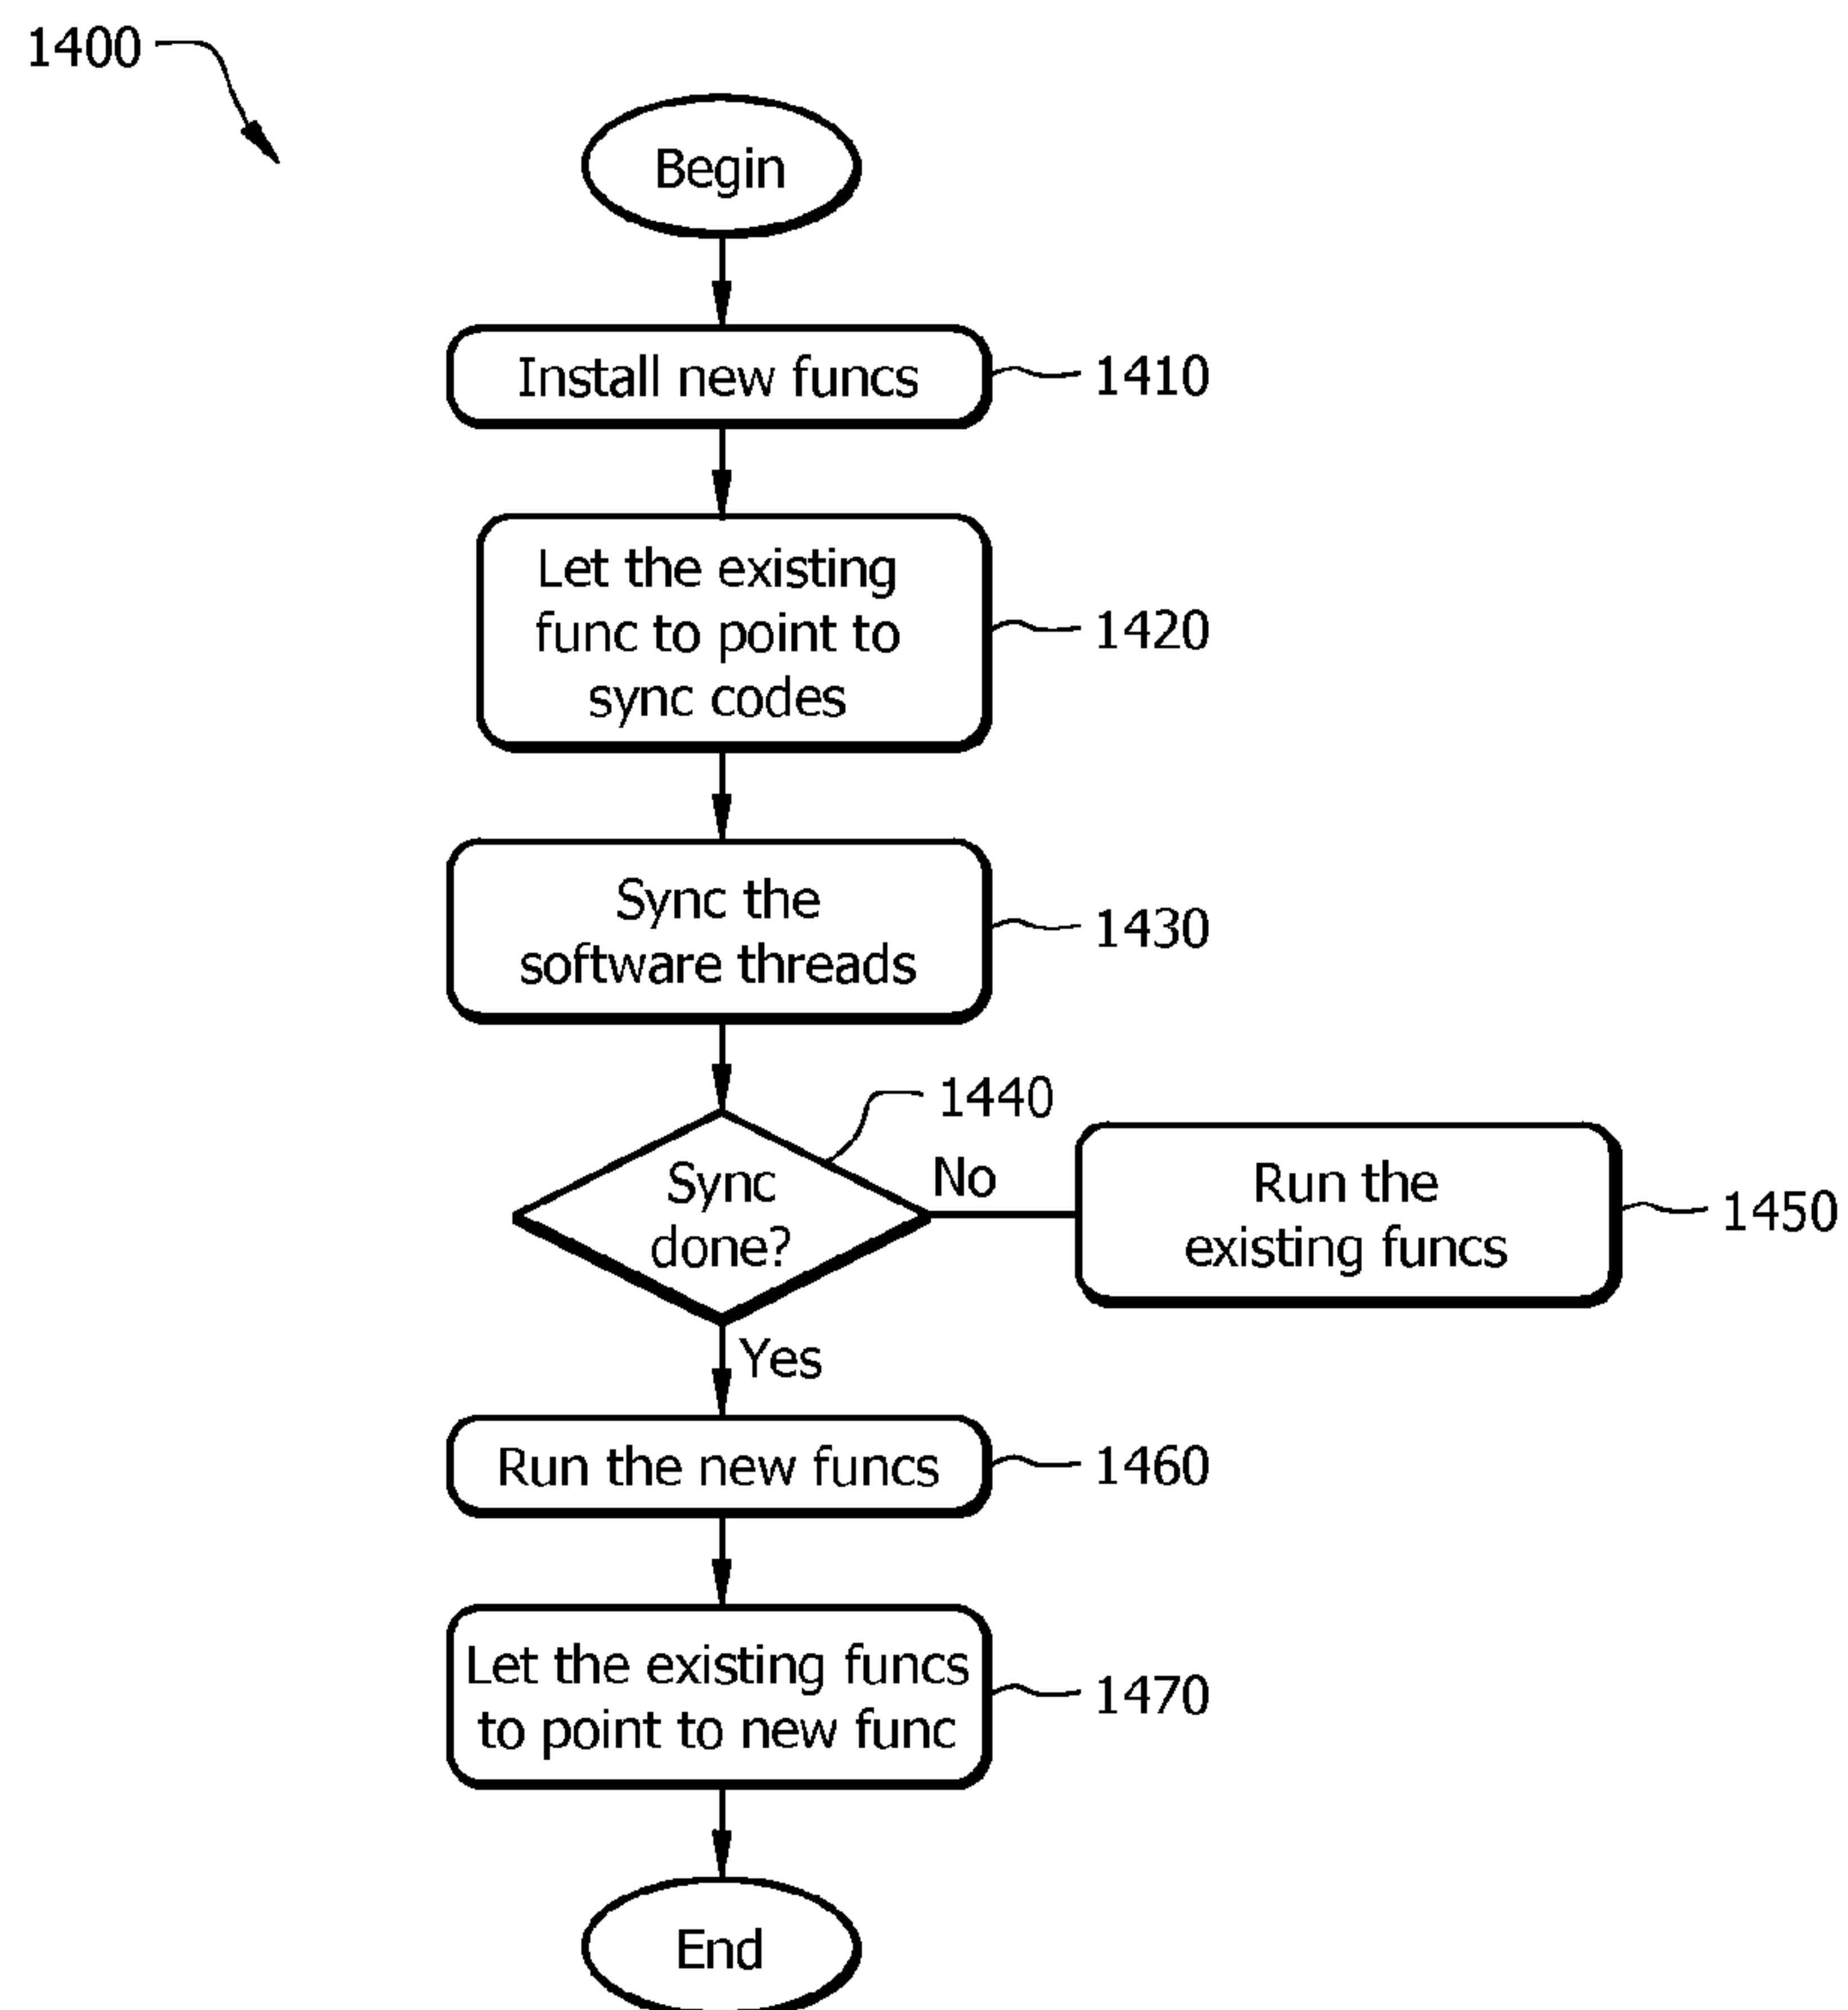 1400
Begin
Install new funcs
1410
Let the existing
func to point to
sync codes
1420
Sync the
software threads
1430
1440
Sync
done?
No
Run the
existing funcs
1450
Yes
Run the new funcs
1460
Let the existing funcs
to point to new func
1470
End